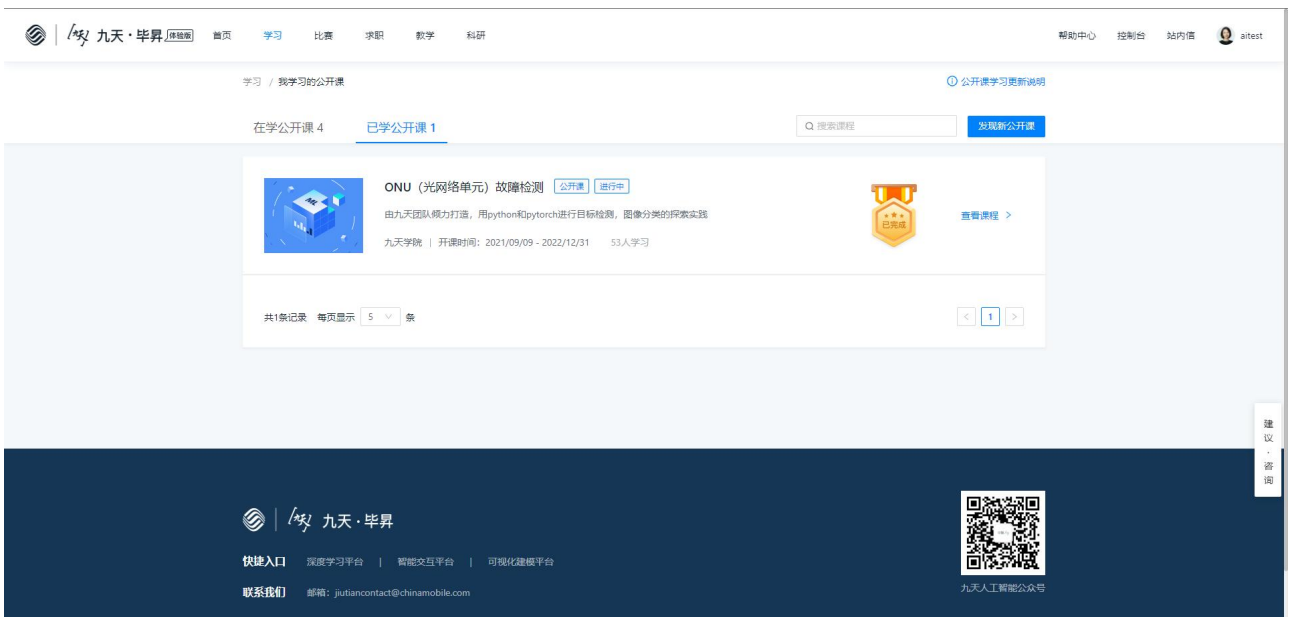 九天·毕昇 体验版 首页 学习 比赛 求职 教学 科研 帮助中心 控制台 站内信 aitest
学习 / 我学习的公开课 公开课学习更新说明
在学公开课 4 已学公开课 1 搜索课程 发现新公开课
ONU（光网络单元）故障检测 公开课 进行中
由九天团队倾力打造，用python和pytorch进行目标检测，图像分类的探索实践
已完成 查看课程 >
九天学院 | 开课时间：2021/09/09 - 2022/12/31 53人学习
ML
共1条记录 每页显示 5 条 < 1 >
建议·咨询
九天·毕昇
快捷入口 深度学习平台 | 智能交互平台 | 可视化建模平台
联系我们 邮箱：jiutiancontact@chinamobile.com
九天人工智能公众号